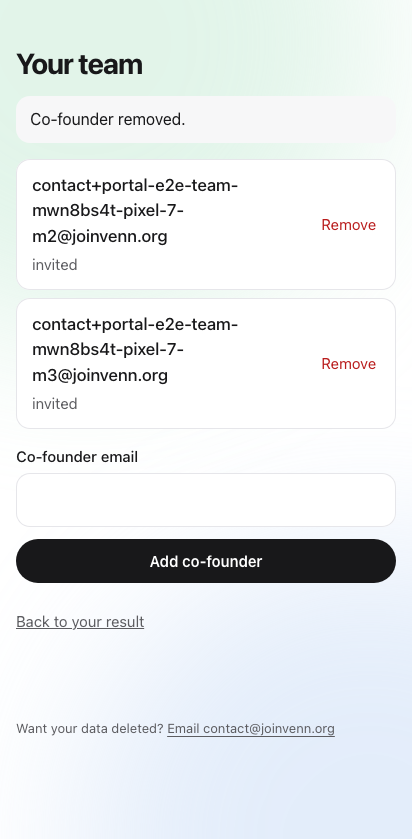 Your team
Co-founder removed.
contact+portal-e2e-team-
mwn8bs4t-pixel-7-
m2@joinvenn.org
Remove
invited
contact+portal-e2e-team-
mwn8bs4t-pixel-7-
m3@joinvenn.org
Remove
invited
Co-founder email
Add co-founder
Back to your result
Want your data deleted? Email contact@joinvenn.org